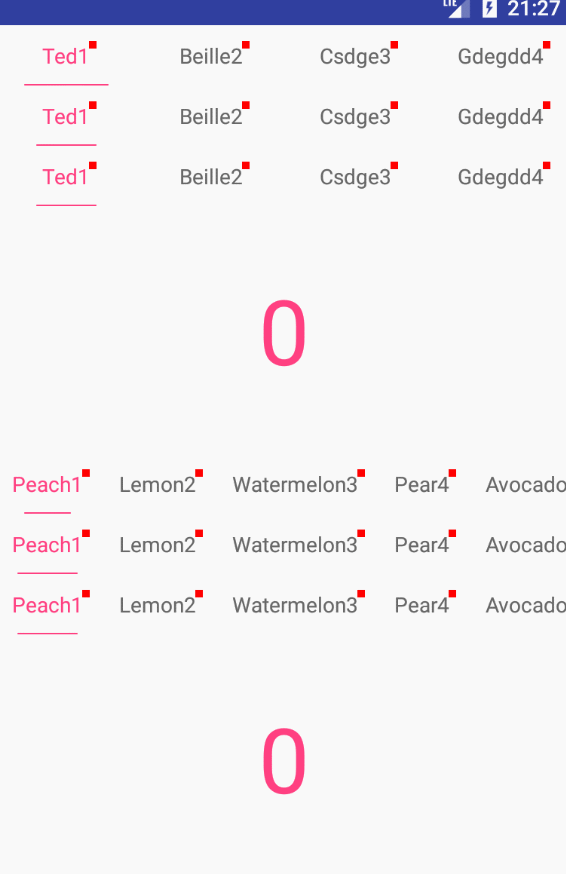 LTE 21:27
Ted1 Beille2 Csdge3 Gdegdd4
Ted1 Beille2 Csdge3 Gdegdd4
Ted1 Beille2 Csdge3 Gdegdd4
0
Peach1 Lemon2 Watermelon3 Pear4 Avocado
Peach1 Lemon2 Watermelon3 Pear4 Avocado
Peach1 Lemon2 Watermelon3 Pear4 Avocado
0